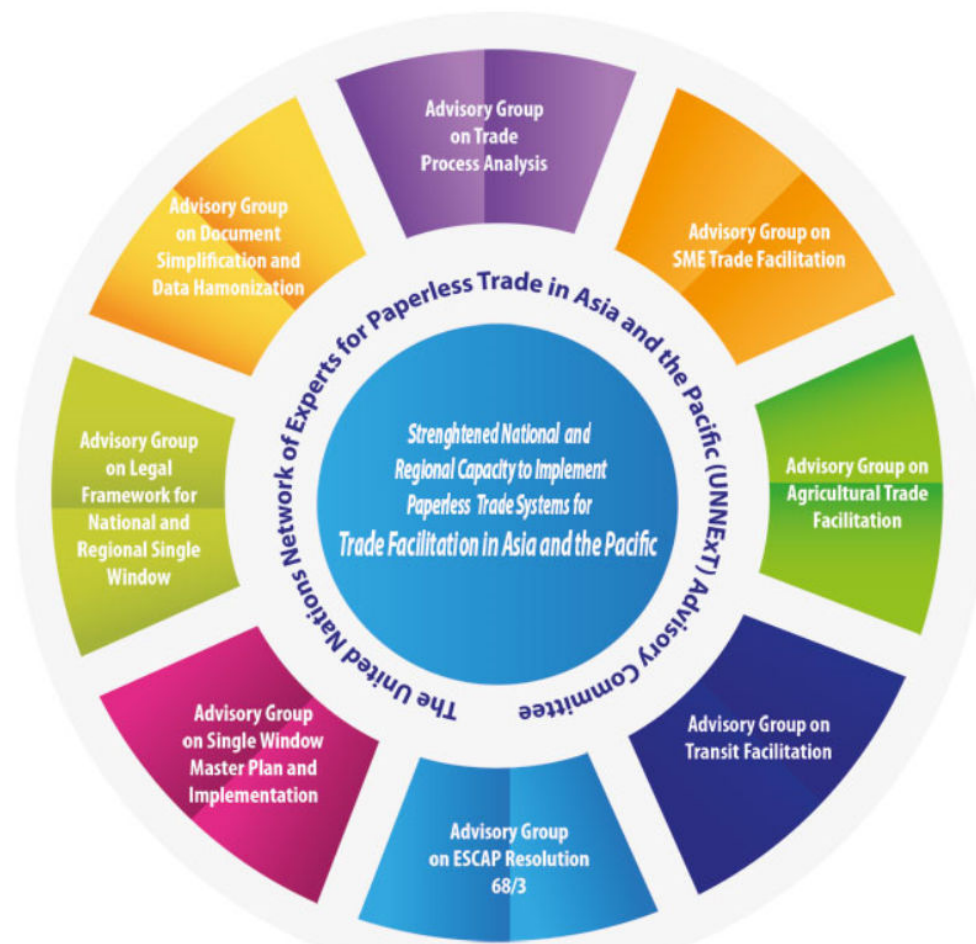 Advisory Group
on Trade
Process Analysis
Advisory Group on
SME Trade Facilitation
Advisory Group on
Agricultural Trade
Facilitation
Advisory Group on
Transit Facilitation
Advisory Group
on ESCAP Resolution
68/3
Advisory Group
on Single Window
Master Plan and
Implementation
Advisory Group
on Legal
Framework for
National and
Regional Single
Window
Advisory Group
on Document
Simplification and
Data Hamonization
The United Nations Network of Experts for Paperless Trade in Asia and the Pacific (UNNExT) Advisory Committee
Strenghtened National and
Regional Capacity to Implement
Paperless Trade Systems for
Trade Facilitation in Asia and the Pacific